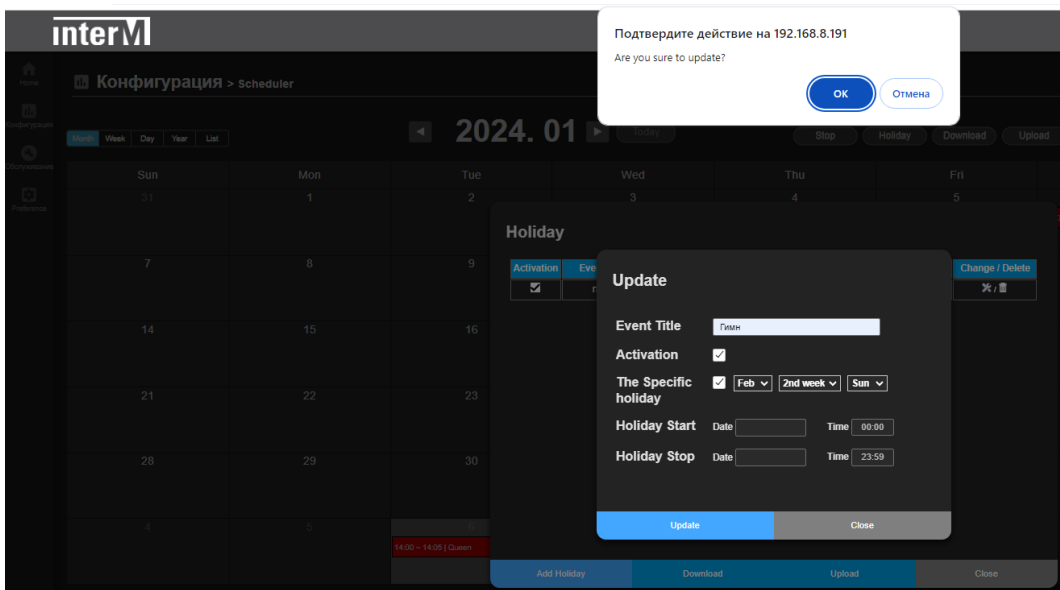 interM
Подтвердите действие на 192.168.8.191
Are you sure to update?
ОК
Отмена
Home
Конфигурация
Обслуживание
Preference
Конфигурация > Scheduler
Month Week Day Year List
2024. 01
Today
Stop Holiday Download Upload
Sun Mon Tue Wed Thu Fri
31 1 2 3 4 5
7 8 9
14 15 16
21 22 23
28 29 30
4 5 6
14:00 ~ 14:05 | Queen
Holiday
Activation
Change / Delete
/
Update
Event Title Гимн
Activation
The Specific holiday Feb 2nd week Sun
Holiday Start Date Time 00:00
Holiday Stop Date Time 23:59
Update Close
Add Holiday Download Upload Close